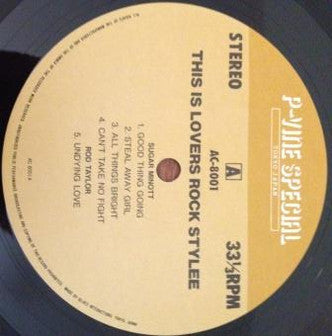 P-VINE SPECIAL
TOKYO JAPAN
STEREO
A
33⅓RPM
AC-8001
THIS IS LOVERS ROCK STYLEE
SUGAR MINOTT
1. GOOD THING GOING
2. STEAL AWAY GIRL
3. ALL THINGS BRIGHT
4. CAN'T TAKE NO FIGHT
ROD TAYLOR
5. UNDYING LOVE